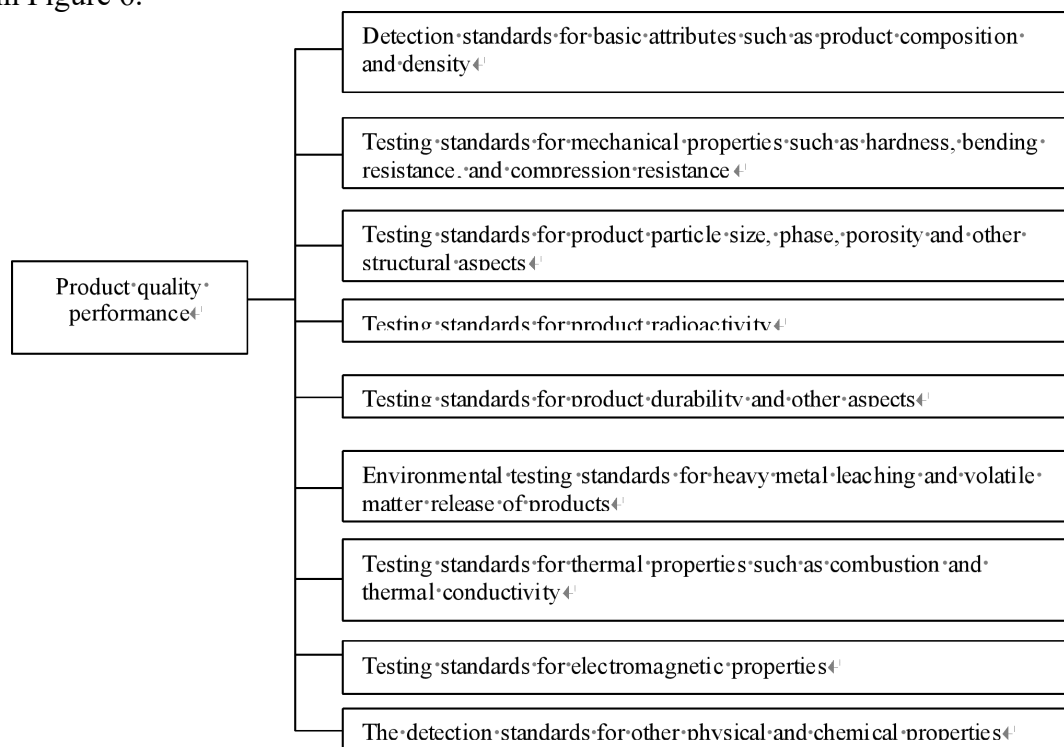 in Figure 6.
Detection standards for basic attributes such as product composition
and density
Testing standards for mechanical properties such as hardness, bending
resistance, and compression resistance
Testing standards for product particle size, phase, porosity and other
structural aspects
Product quality
performance
Testing standards for product radioactivity
Testing standards for product durability and other aspects
Environmental testing standards for heavy metal leaching and volatile
matter release of products
Testing standards for thermal properties such as combustion and
thermal conductivity
Testing standards for electromagnetic properties
The detection standards for other physical and chemical properties